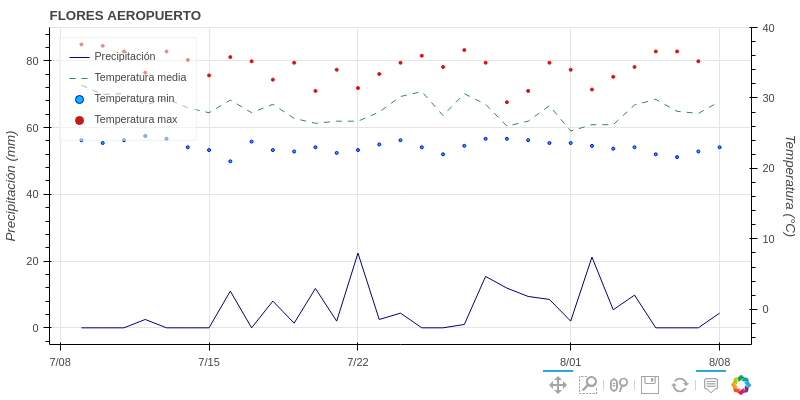 FLORES AEROPUERTO
Precipitación
Temperatura media
Temperatura min
Temperatura max
Precipitación (mm)
80
60
40
20
0
Temperatura (°C)
40
30
20
10
0
7/08
7/15
7/22
8/01
8/08